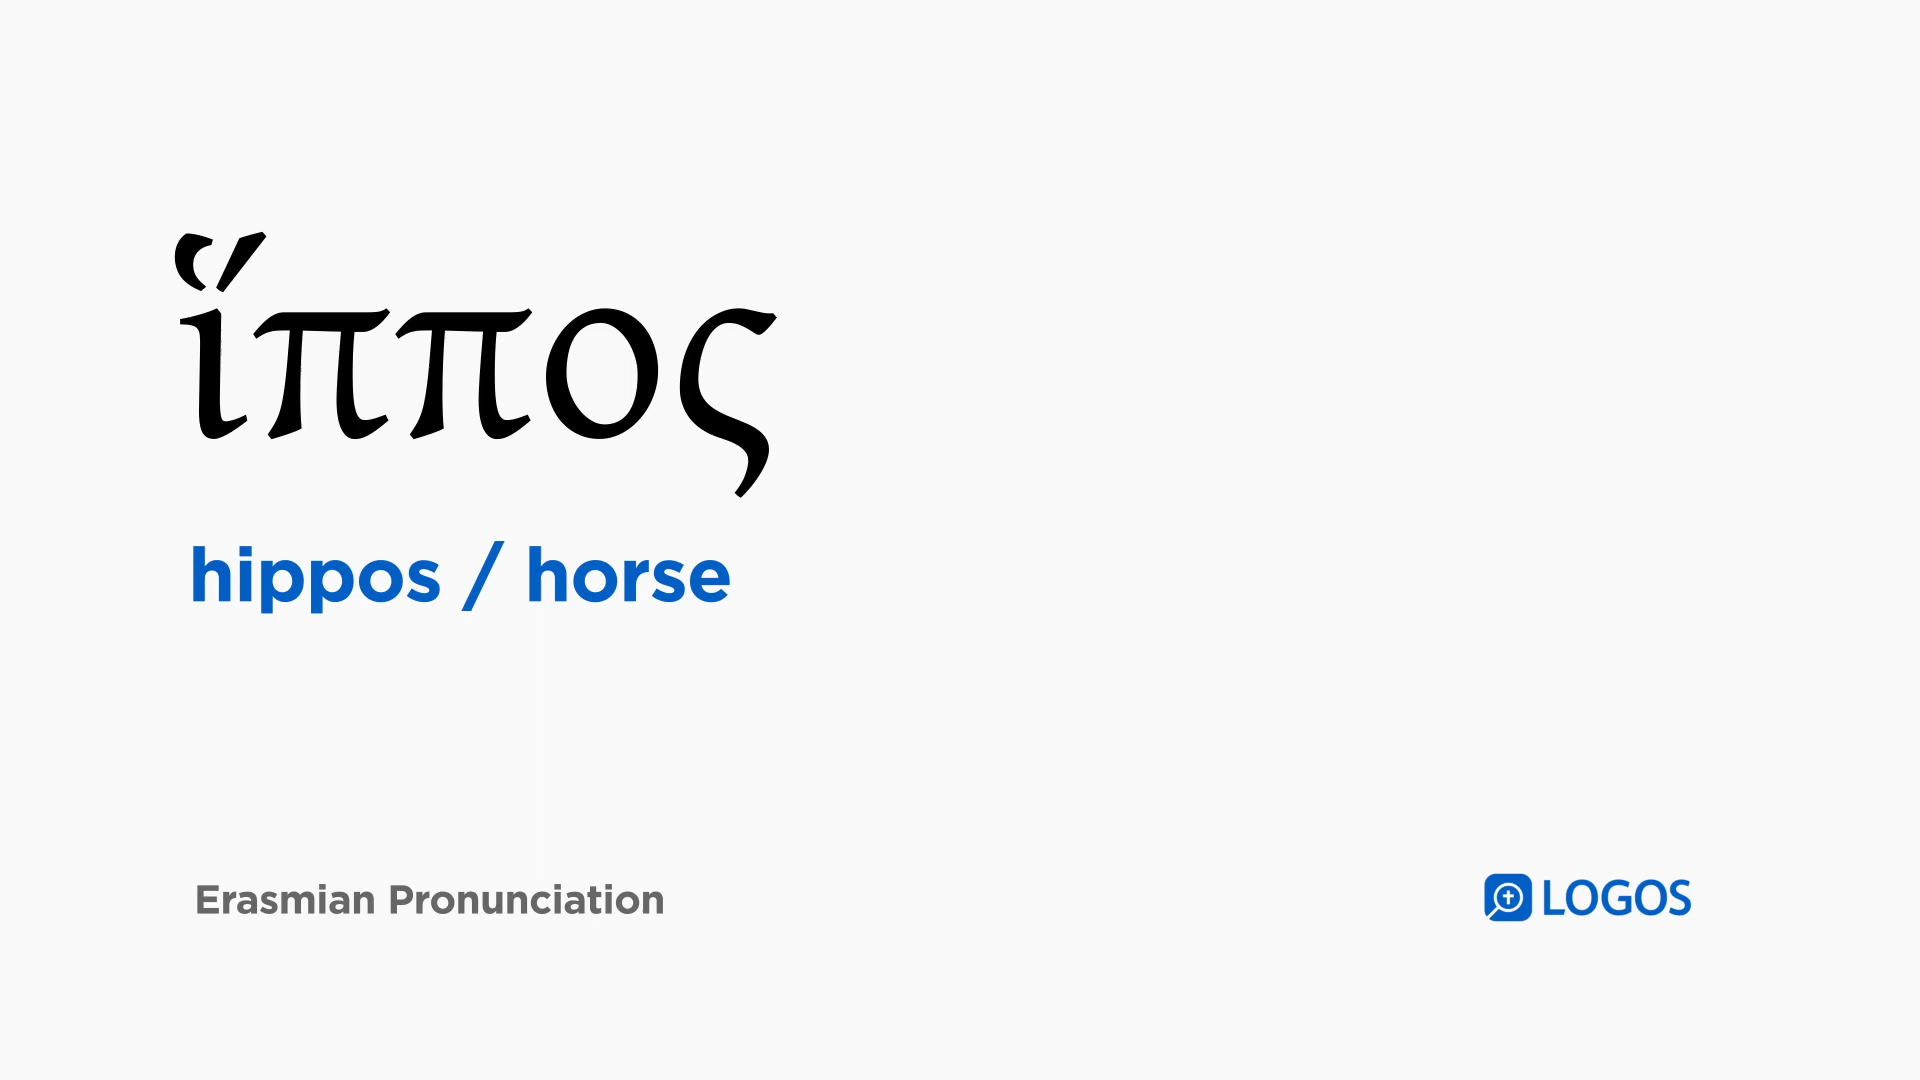 ἵππος
hippos / horse
Erasmian Pronunciation
LOGOS